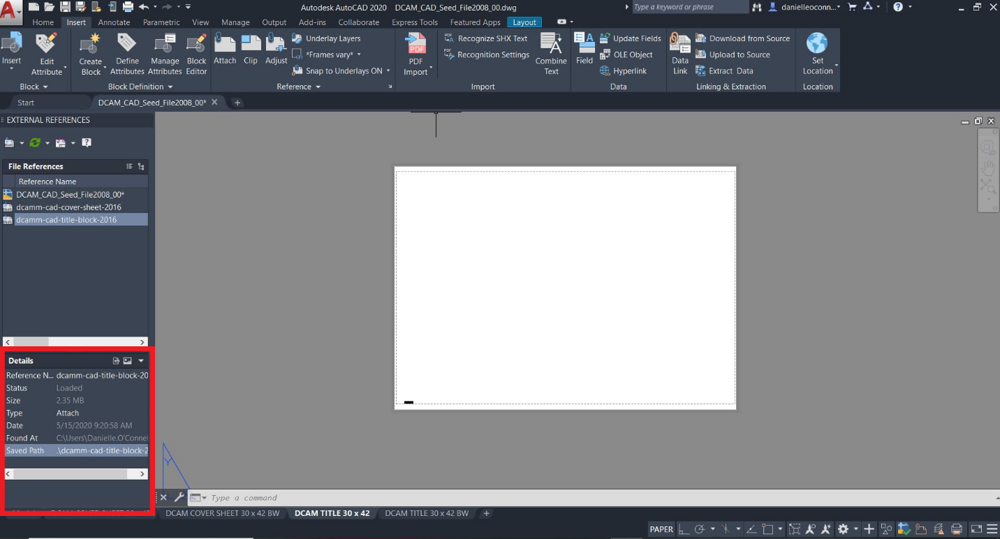 Autodesk AutoCAD 2020 DCAM_CAD_Seed_File2008_00.dwg
Type a keyword or phrase
danielleoconn...
Home Insert Annotate Parametric View Manage Output Add-ins Collaborate Express Tools Featured Apps Layout
Insert
Edit
Attribute
Block
Create
Block
Define
Attributes
Manage
Attributes
Block
Editor
Block Definition
Attach Clip Adjust
Underlay Layers
*Frames vary*
Snap to Underlays ON
Reference
PDF
PDF
Import
Recognize SHX Text
Recognition Settings
Combine
Text
Import
Field
Update Fields
OLE Object
Hyperlink
Data
Data
Link
Download from Source
Upload to Source
Extract Data
Linking & Extraction
Set
Location
Location
Start DCAM_CAD_Seed_File2008_00*
EXTERNAL REFERENCES
File References
Reference Name
DCAM_CAD_Seed_File2008_00*
dcamm-cad-cover-sheet-2016
dcamm-cad-title-block-2016
Details
Reference N... dcamm-cad-title-block-20
Status Loaded
Size 2.35 MB
Type Attach
Date 5/15/2020 9:20:58 AM
Found At C:\Users\Danielle.O'Connel
Saved Path .\dcamm-cad-title-block-2
Y
Type a command
DCAM COVER SHEET 30 x 42 BW DCAM TITLE 30 x 42 DCAM TITLE 30 x 42 BW
PAPER